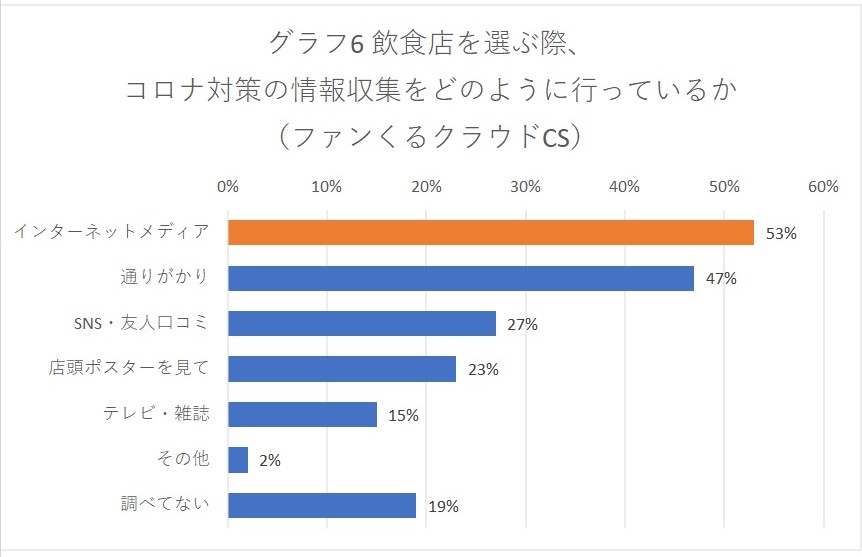 グラフ6 飲食店を選ぶ際、
コロナ対策の情報収集をどのように行っているか
（ファンくるクラウドCS）
0% 10% 20% 30% 40% 50% 60%
インターネットメディア 53%
通りがかり 47%
SNS・友人口コミ 27%
店頭ポスターを見て 23%
テレビ・雑誌 15%
その他 2%
調べてない 19%